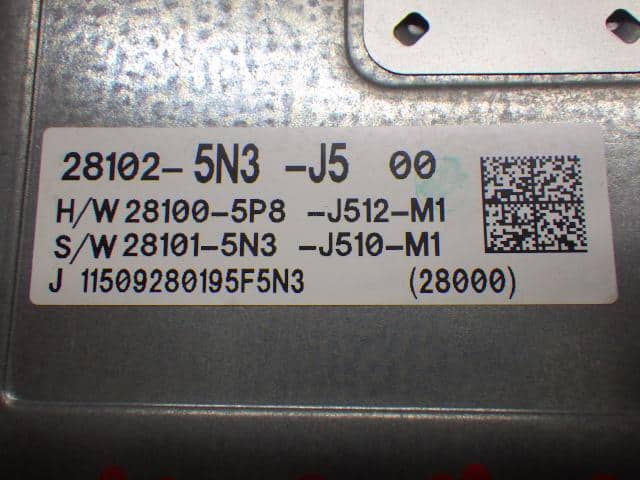 28102-5N3 -J5 00
H/W 28100-5P8 -J512-M1
S/W 28101-5N3 -J510-M1
J 11509280195F5N3 (28000)